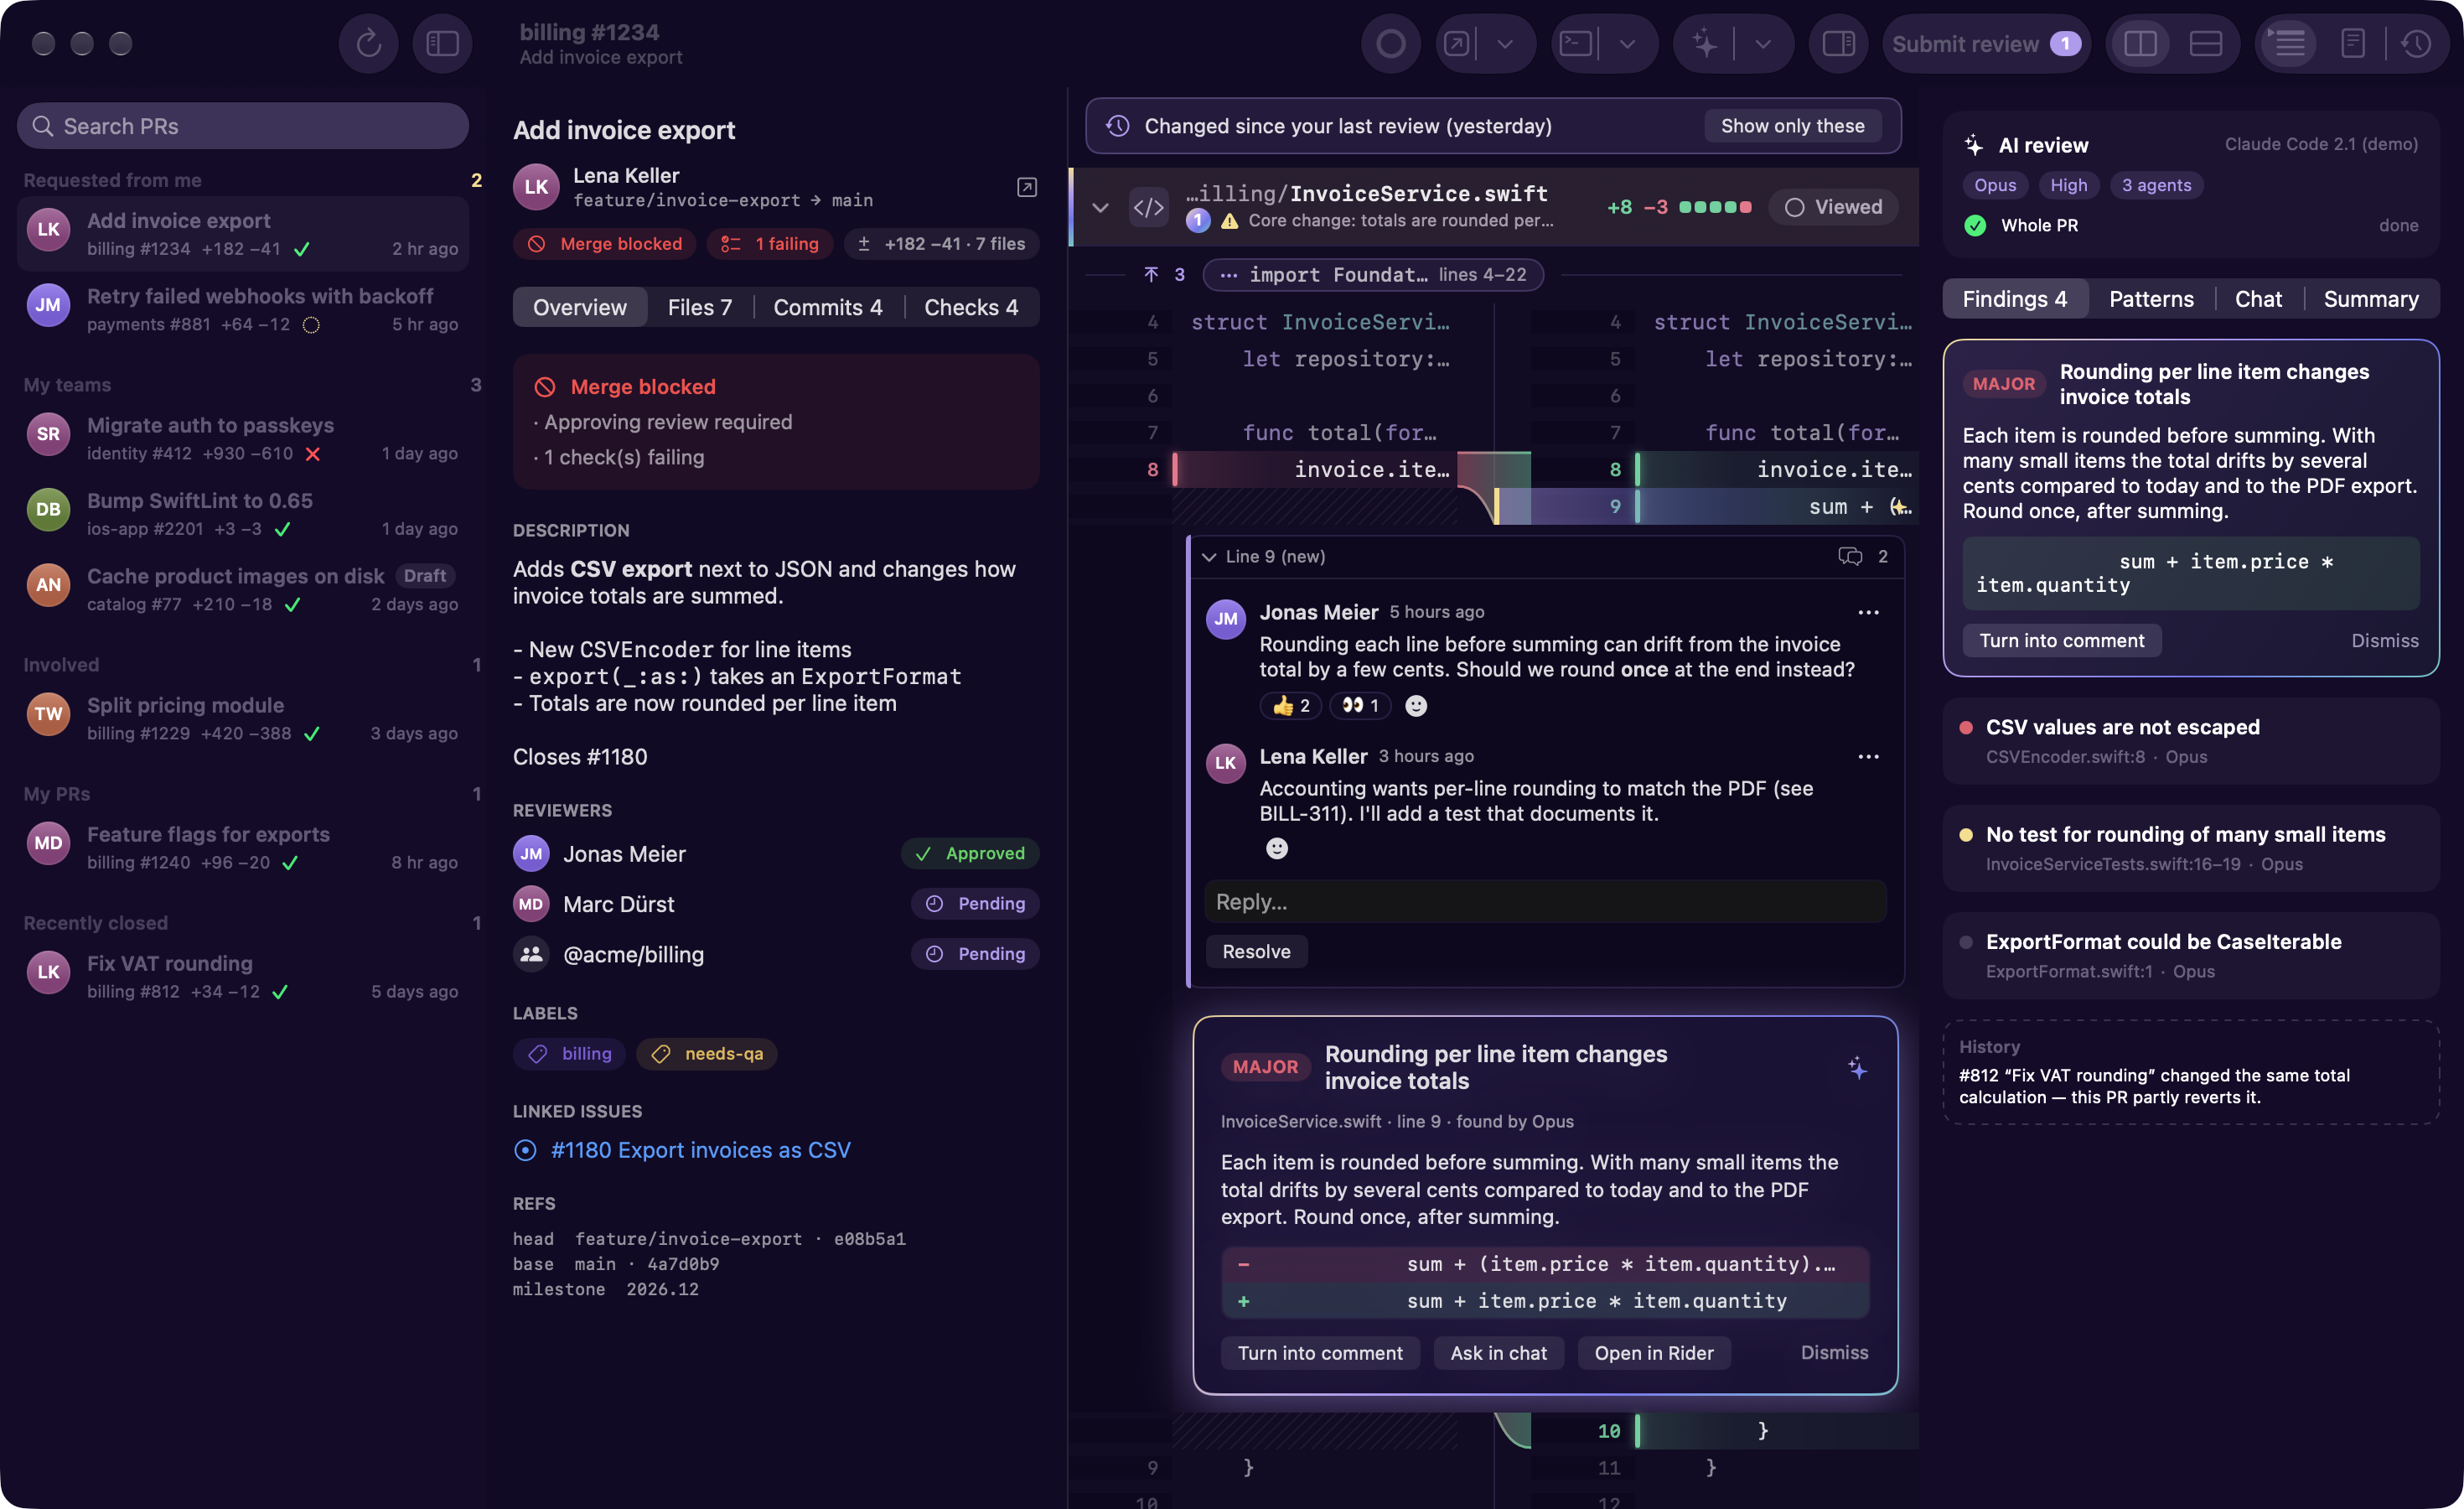 billing #1234
Add invoice export
Submit review 1
Search PRs
Requested from me 2
LK
Add invoice export
billing #1234 +182 −41 2 hr ago
JM
Retry failed webhooks with backoff
payments #881 +64 −12 5 hr ago
My teams 3
SR
Migrate auth to passkeys
identity #412 +930 −610 1 day ago
DB
Bump SwiftLint to 0.65
ios-app #2201 +3 −3 1 day ago
AN
Cache product images on disk Draft
catalog #77 +210 −18 2 days ago
Involved 1
TW
Split pricing module
billing #1229 +420 −388 3 days ago
My PRs 1
MD
Feature flags for exports
billing #1240 +96 −20 8 hr ago
Recently closed 1
LK
Fix VAT rounding
billing #812 +34 −12 5 days ago
Add invoice export
LK
Lena Keller
feature/invoice-export → main
Merge blocked 1 failing ± +182 −41 · 7 files
Overview Files 7 Commits 4 Checks 4
Merge blocked
· Approving review required
· 1 check(s) failing
DESCRIPTION
Adds CSV export next to JSON and changes how
invoice totals are summed.
- New CSVEncoder for line items
- export(_:as:) takes an ExportFormat
- Totals are now rounded per line item
Closes #1180
REVIEWERS
JM Jonas Meier Approved
MD Marc Dürst Pending
@acme/billing Pending
LABELS
billing needs-qa
LINKED ISSUES
#1180 Export invoices as CSV
REFS
head feature/invoice-export · e08b5a1
base main · 4a7d0b9
milestone 2026.12
Changed since your last review (yesterday) Show only these
…illing/InvoiceService.swift
1 Core change: totals are rounded per…
+8 −3 Viewed
3 ··· import Foundat… lines 4–22
4 struct InvoiceServi… 4 struct InvoiceServi…
5 let repository:… 5 let repository:…
6 6
7 func total(for… 7 func total(for…
8 invoice.ite… 8 invoice.ite…
9 sum + (…
Line 9 (new) 2
JM
Jonas Meier 5 hours ago
Rounding each line before summing can drift from the invoice
total by a few cents. Should we round once at the end instead?
👍 2 👀 1
LK
Lena Keller 3 hours ago
Accounting wants per-line rounding to match the PDF (see
BILL-311). I'll add a test that documents it.
Reply…
Resolve
MAJOR
Rounding per line item changes
invoice totals
InvoiceService.swift · line 9 · found by Opus
Each item is rounded before summing. With many small items the
total drifts by several cents compared to today and to the PDF
export. Round once, after summing.
− sum + (item.price * item.quantity).…
+ sum + item.price * item.quantity
Turn into comment Ask in chat Open in Rider Dismiss
10 }
9 } 11 }
10 12
AI review Claude Code 2.1 (demo)
Opus High 3 agents
Whole PR done
Findings 4 Patterns Chat Summary
MAJOR
Rounding per line item changes
invoice totals
Each item is rounded before summing. With
many small items the total drifts by several
cents compared to today and to the PDF export.
Round once, after summing.
sum + item.price *
item.quantity
Turn into comment Dismiss
CSV values are not escaped
CSVEncoder.swift:8 · Opus
No test for rounding of many small items
InvoiceServiceTests.swift:16–19 · Opus
ExportFormat could be CaseIterable
ExportFormat.swift:1 · Opus
History
#812 “Fix VAT rounding” changed the same total
calculation — this PR partly reverts it.